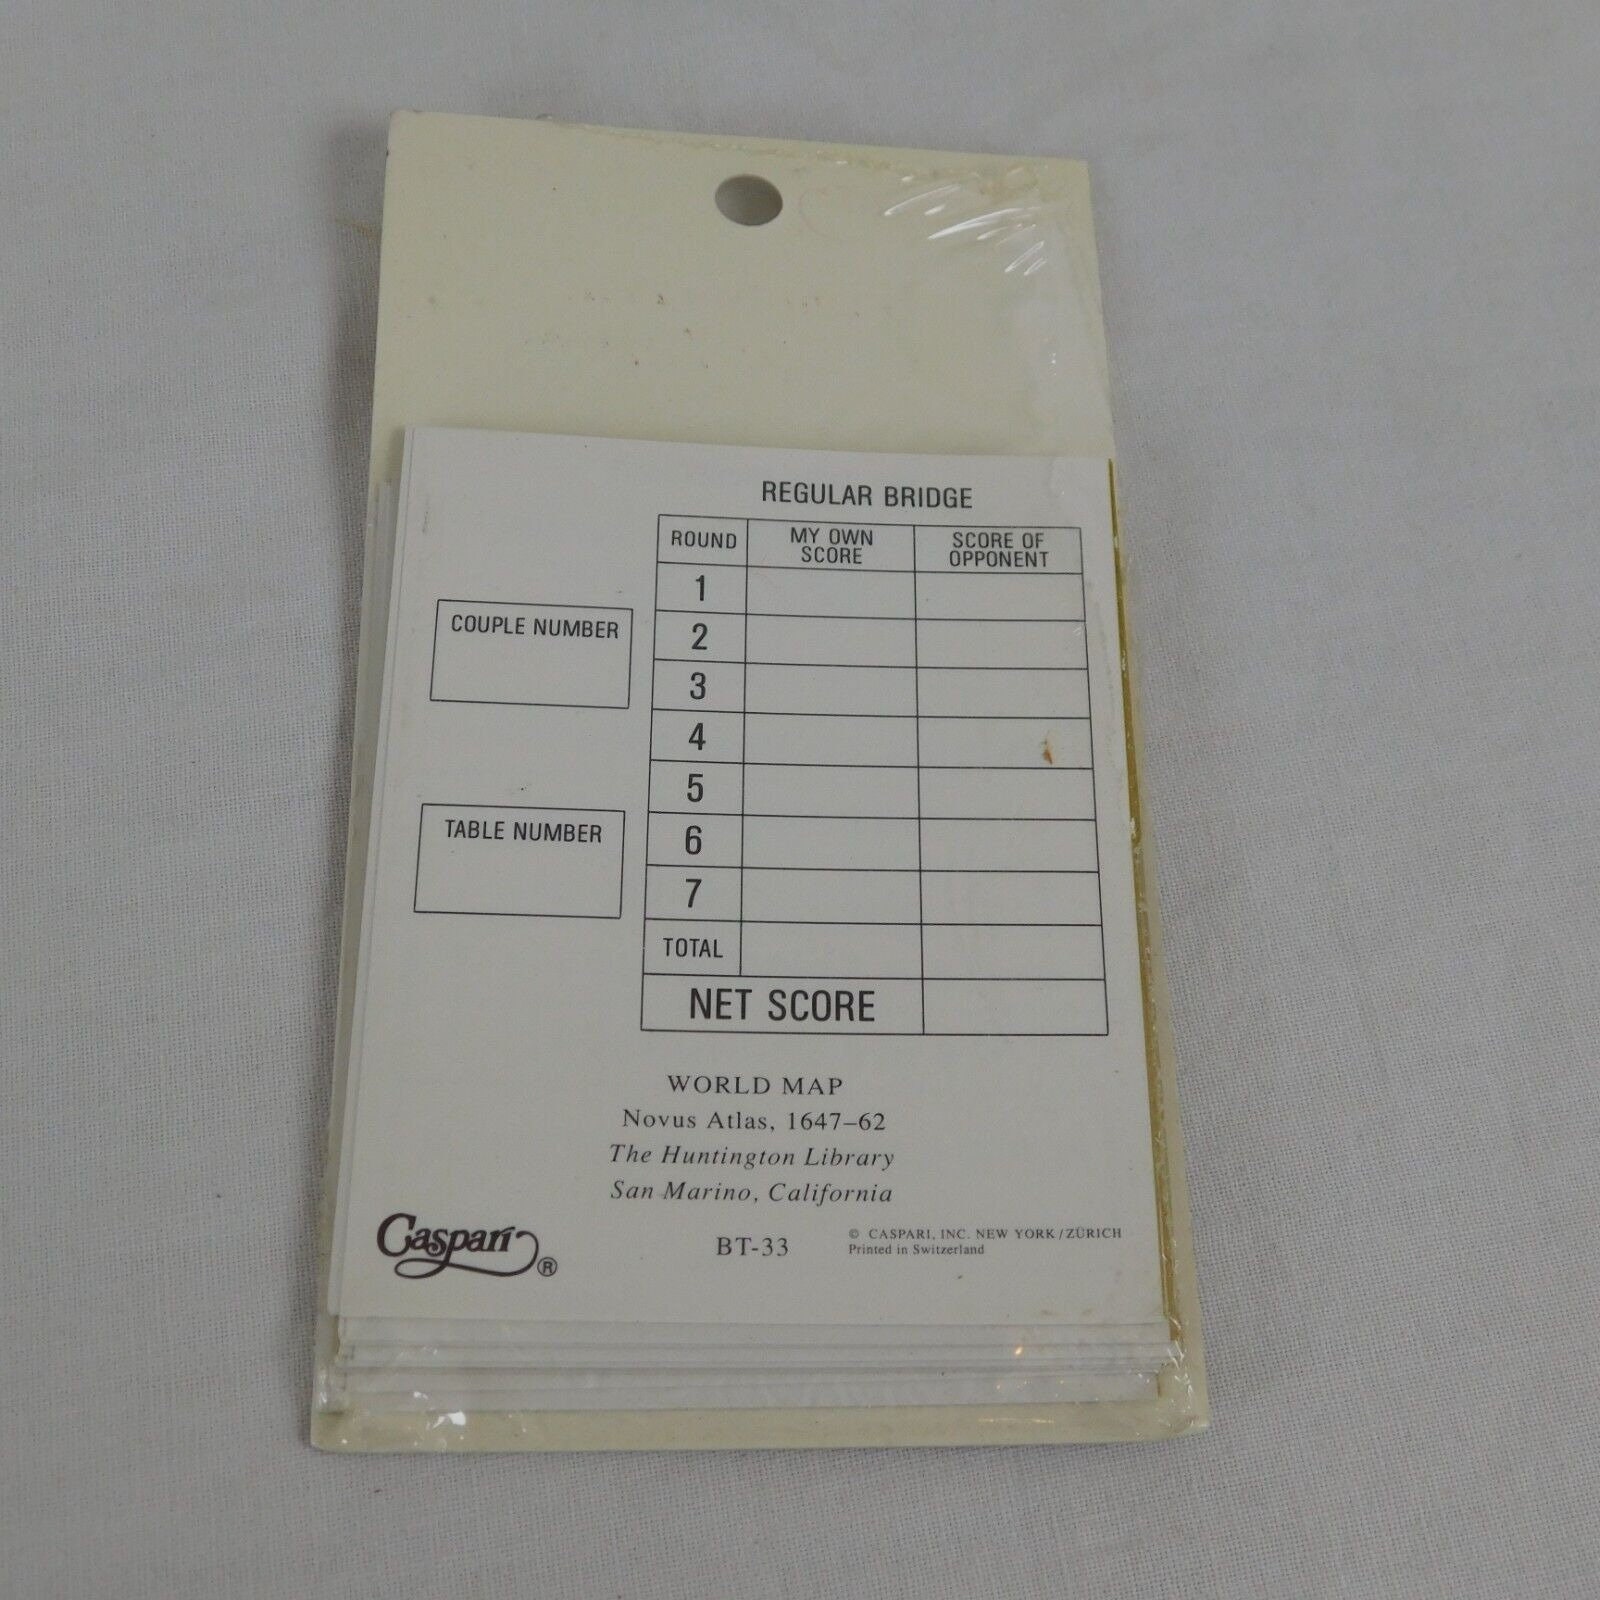 REGULAR BRIDGE
ROUND MY OWN SCORE SCORE OF OPPONENT
1
2
3
4
5
6
7
TOTAL
NET SCORE
COUPLE NUMBER
TABLE NUMBER
WORLD MAP
Novus Atlas, 1647–62
The Huntington Library
San Marino, California
Caspari ®
BT-33
© CASPARI, INC. NEW YORK/ZÜRICH
Printed in Switzerland